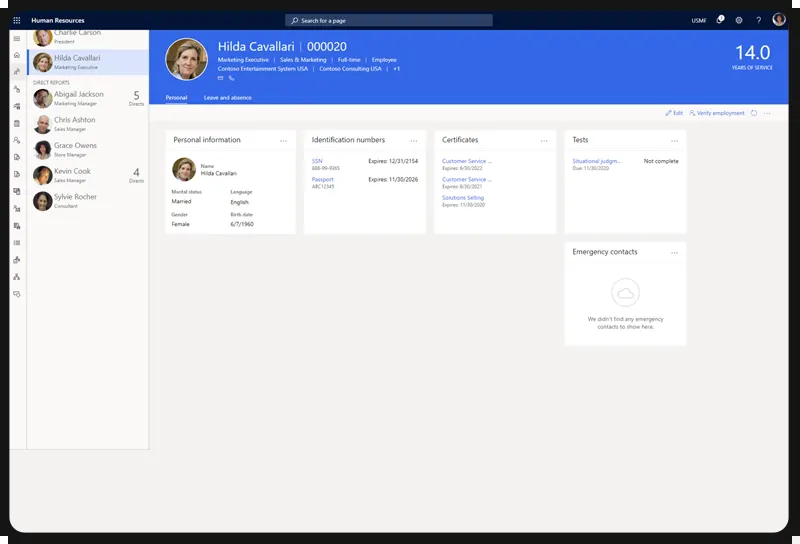 Human Resources
Search for a page
USMF
Charlie Carson
President
Hilda Cavallari
Marketing Executive
DIRECT REPORTS
Abigail Jackson
Marketing Manager
5
Directs
Chris Ashton
Sales Manager
Grace Owens
Store Manager
Kevin Cook
Sales Manager
4
Directs
Sylvie Rocher
Consultant
Hilda Cavallari | 000020
Marketing Executive | Sales & Marketing | Full-time | Employee
Contoso Entertainment System USA | Contoso Consulting USA | +1
14.0
YEARS OF SERVICE
Personal
Leave and absence
Edit
Verify employment
Personal information
Name
Hilda Cavallari
Marital status
Language
Married
English
Gender
Birth date
Female
6/7/1960
Identification numbers
SSN
Expires: 12/31/2154
888-99-9365
Passport
Expires: 11/30/2026
ABC12345
Certificates
Customer Service ...
Expires: 6/30/2022
Customer Service ...
Expires: 8/30/2021
Solutions Selling
Expires: 11/30/2020
Tests
Situational judgm...
Not complete
Due: 11/30/2020
Emergency contacts
We didn't find any emergency
contacts to show here.